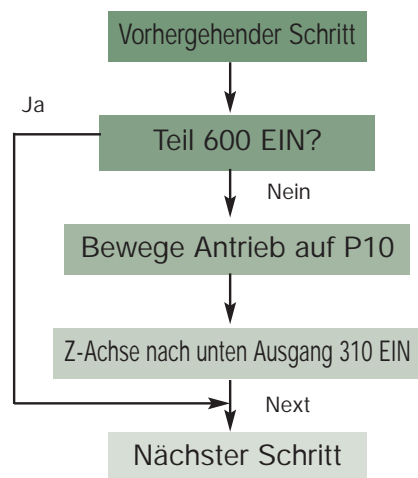 Vorhergehender Schritt
Ja
Teil 600 EIN?
Nein
Bewege Antrieb auf P10
Z-Achse nach unten Ausgang 310 EIN
Next
Nächster Schritt